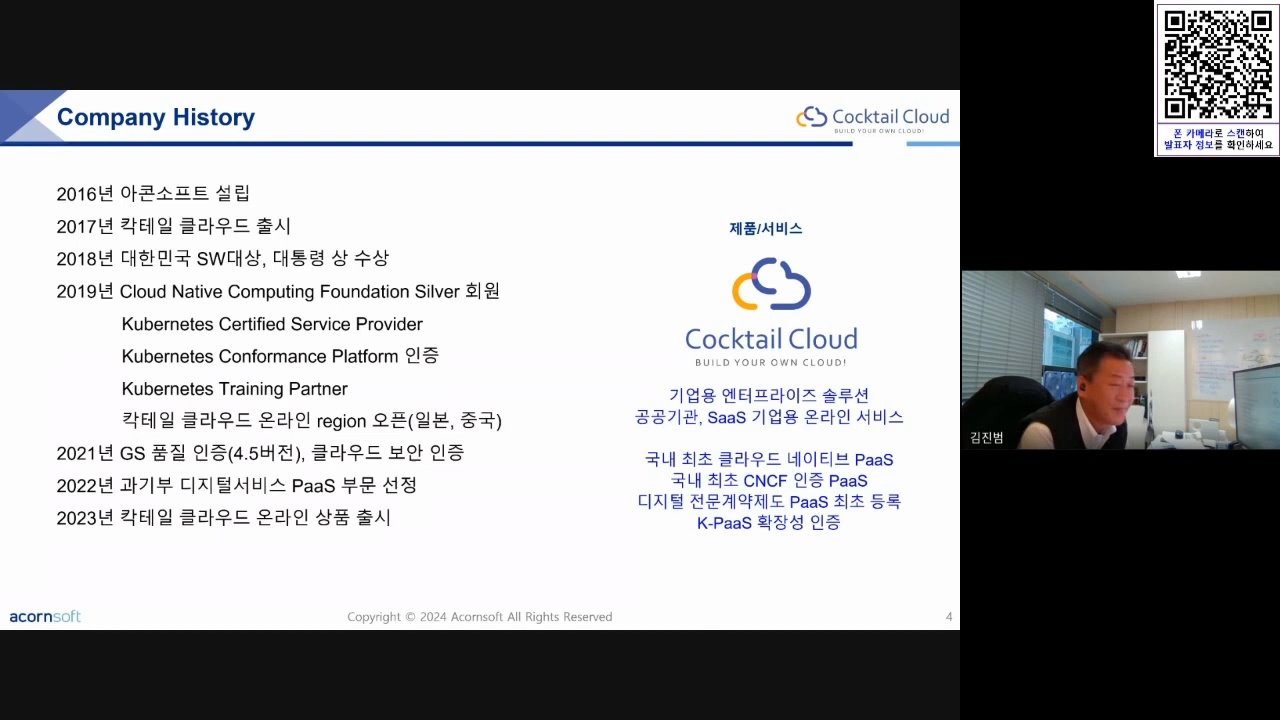 Company History
Cocktail Cloud
BUILD YOUR OWN CLOUD!
2016년 아콘소프트 설립
2017년 칵테일 클라우드 출시
2018년 대한민국 SW대상, 대통령 상 수상
2019년 Cloud Native Computing Foundation Silver 회원
Kubernetes Certified Service Provider
Kubernetes Conformance Platform 인증
Kubernetes Training Partner
칵테일 클라우드 온라인 region 오픈(일본, 중국)
2021년 GS 품질 인증(4.5버전), 클라우드 보안 인증
2022년 과기부 디지털서비스 PaaS 부문 선정
2023년 칵테일 클라우드 온라인 상품 출시
제품/서비스
Cocktail Cloud
BUILD YOUR OWN CLOUD!
기업용 엔터프라이즈 솔루션
공공기관, SaaS 기업용 온라인 서비스
국내 최초 클라우드 네이티브 PaaS
국내 최초 CNCF 인증 PaaS
디지털 전문계약제도 PaaS 최초 등록
K-PaaS 확장성 인증
acornsoft
Copyright © 2024 Acornsoft All Rights Reserved
4
폰 카메라로 스캔하여
발표자 정보를 확인하세요
김진범